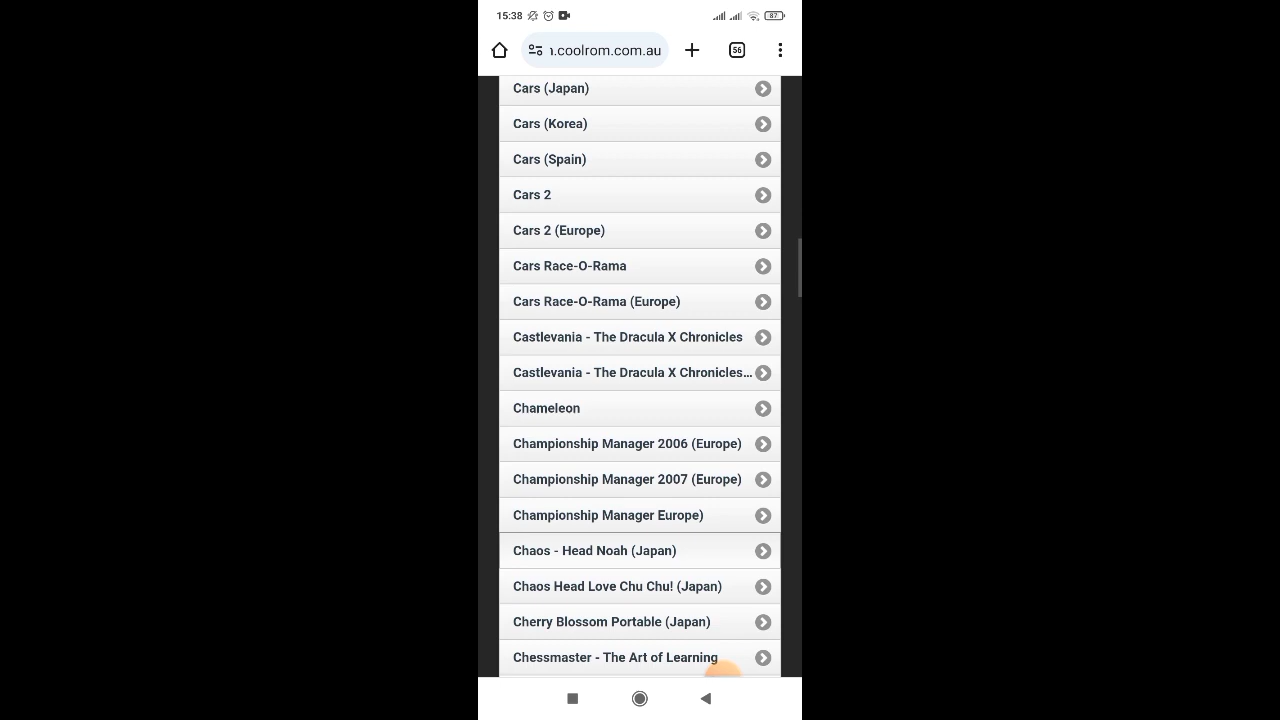 15:38
87
ı.coolrom.com.au
56
Cars (Japan)
Cars (Korea)
Cars (Spain)
Cars 2
Cars 2 (Europe)
Cars Race-O-Rama
Cars Race-O-Rama (Europe)
Castlevania - The Dracula X Chronicles
Castlevania - The Dracula X Chronicles...
Chameleon
Championship Manager 2006 (Europe)
Championship Manager 2007 (Europe)
Championship Manager Europe)
Chaos - Head Noah (Japan)
Chaos Head Love Chu Chu! (Japan)
Cherry Blossom Portable (Japan)
Chessmaster - The Art of Learning